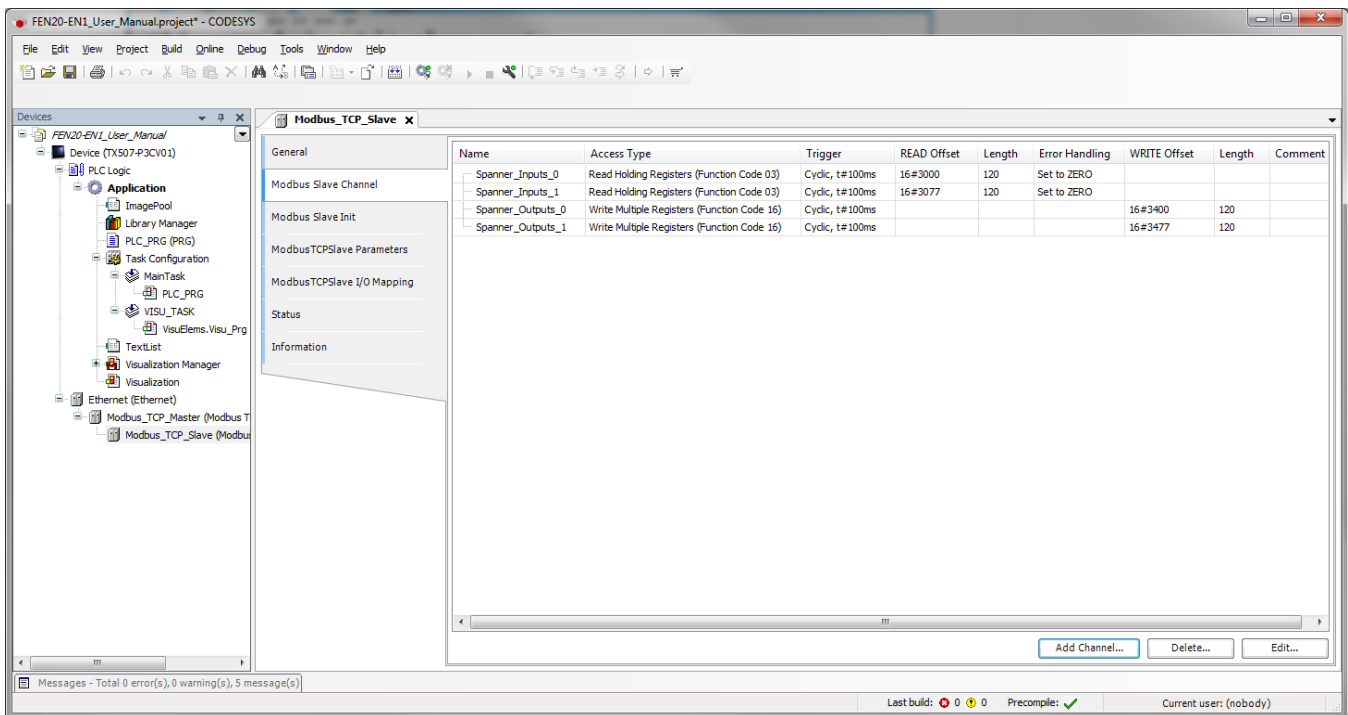 FEN20-EN1_User_Manual.project* - CODESYS
File Edit View Project Build Online Debug Tools Window Help
Devices
FEN20-EN1_User_Manual
Device (TX507-P3CV01)
PLC Logic
Application
ImagePool
Library Manager
PLC_PRG (PRG)
Task Configuration
MainTask
PLC_PRG
VISU_TASK
VisuElems.Visu_Prg
TextList
Visualization Manager
Visualization
Ethernet (Ethernet)
Modbus_TCP_Master (Modbus T
Modbus_TCP_Slave (Modbus
Modbus_TCP_Slave x
General
Modbus Slave Channel
Modbus Slave Init
ModbusTCPSlave Parameters
ModbusTCPSlave I/O Mapping
Status
Information
Name Access Type Trigger READ Offset Length Error Handling WRITE Offset Length Comment
Spanner_Inputs_0 Read Holding Registers (Function Code 03) Cyclic, t#100ms 16#3000 120 Set to ZERO
Spanner_Inputs_1 Read Holding Registers (Function Code 03) Cyclic, t#100ms 16#3077 120 Set to ZERO
Spanner_Outputs_0 Write Multiple Registers (Function Code 16) Cyclic, t#100ms 16#3400 120
Spanner_Outputs_1 Write Multiple Registers (Function Code 16) Cyclic, t#100ms 16#3477 120
Add Channel... Delete... Edit...
Messages - Total 0 error(s), 0 warning(s), 5 message(s)
Last build: 0 0 Precompile: Current user: (nobody)